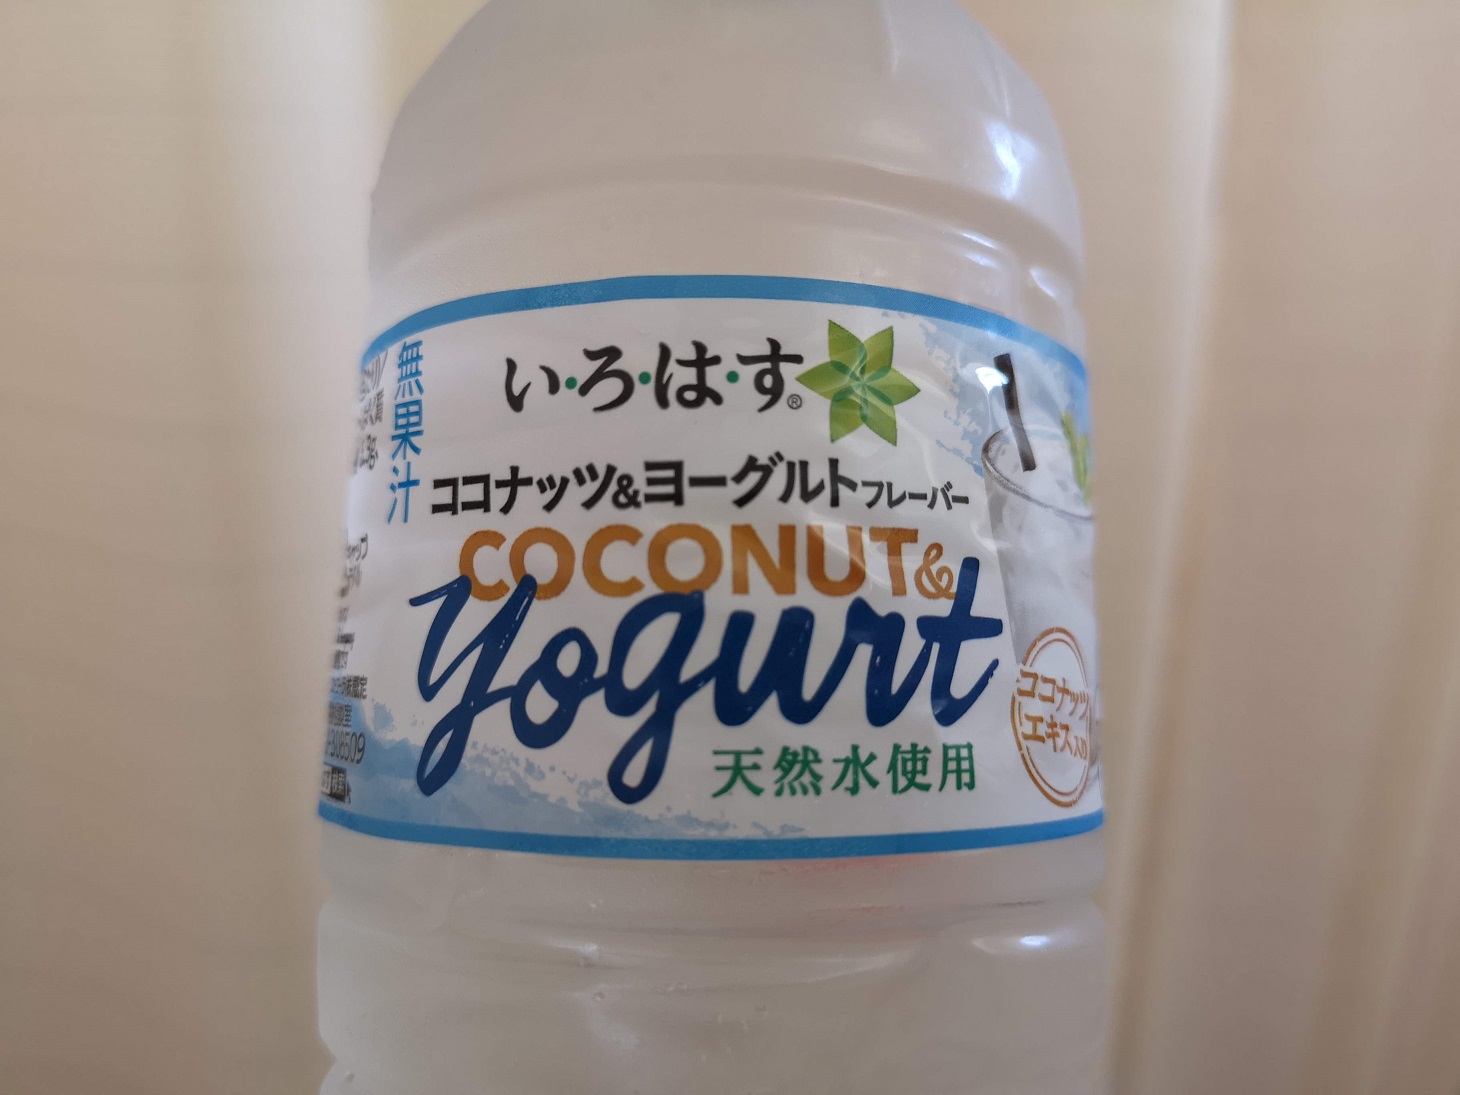 い・ろ・は・す®
無果汁
ココナッツ&ヨーグルトフレーバー
COCONUT&
Yogurt
天然水使用
ココナッツ
エキス入り